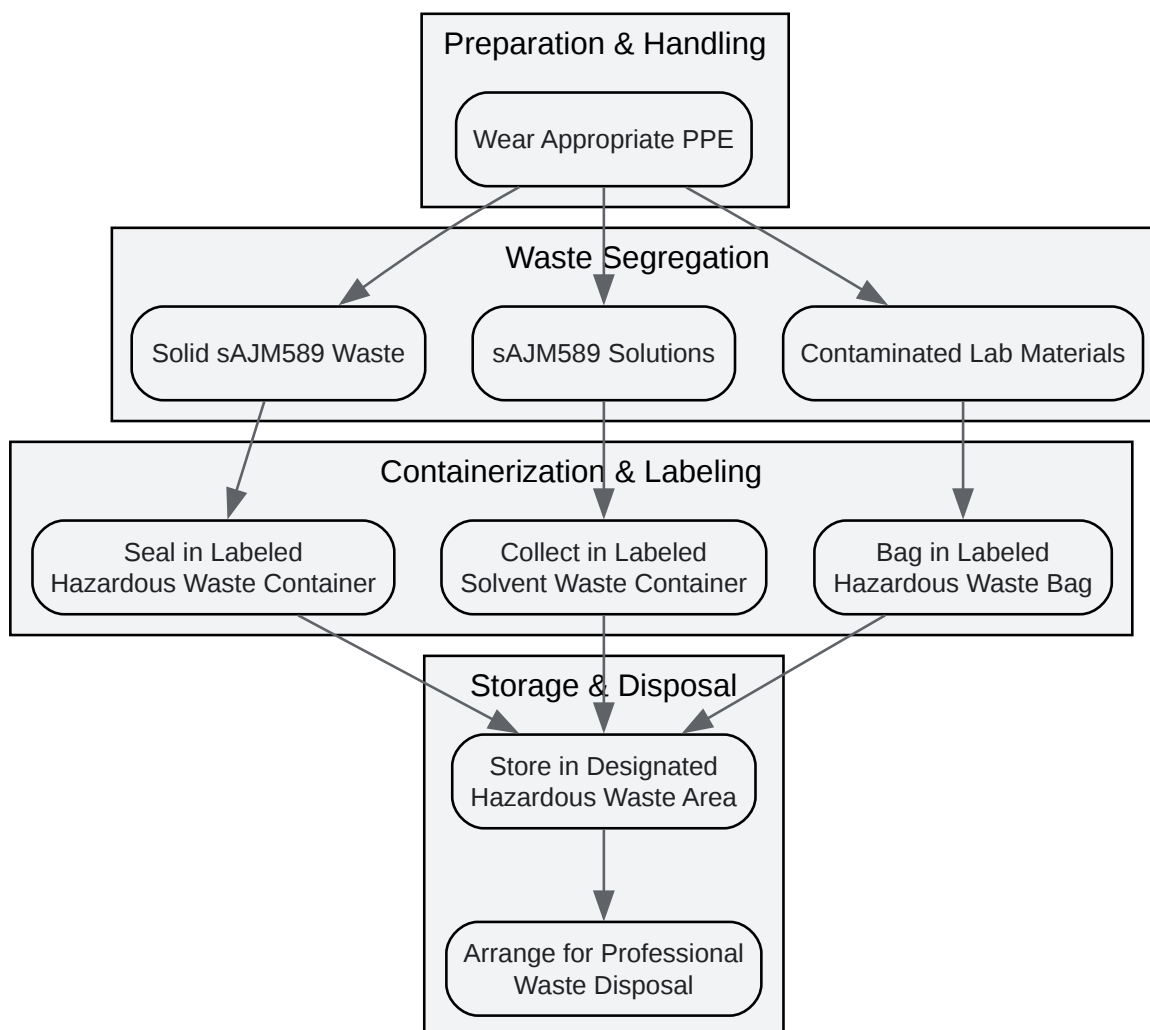 Preparation & Handling
Wear Appropriate PPE
Waste Segregation
Solid sAJM589 Waste
sAJM589 Solutions
Contaminated Lab Materials
Containerization & Labeling
Seal in Labeled
Hazardous Waste Container
Collect in Labeled
Solvent Waste Container
Bag in Labeled
Hazardous Waste Bag
Storage & Disposal
Store in Designated
Hazardous Waste Area
Arrange for Professional
Waste Disposal